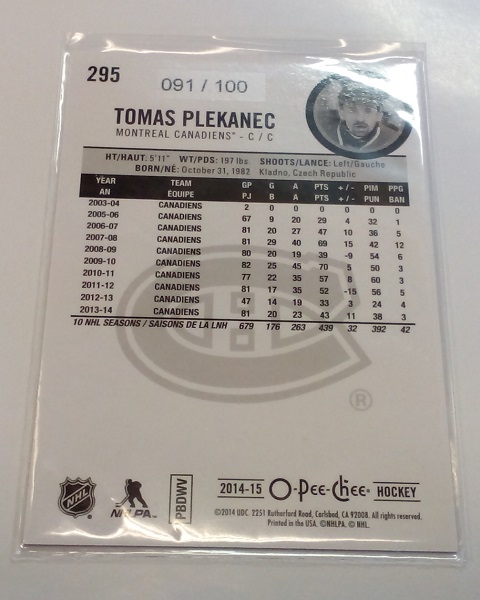 295
091 / 100
TOMAS PLEKANEC
MONTREAL CANADIENS™ - C / C
HT/HAUT: 5'11" WT/PDS: 197 lbs SHOOTS/LANCE: Left/Gauche
BORN/NÉ: October 31, 1982 Kladno, Czech Republic
YEAR TEAM GP G A PTS + / - PIM PPG
AN ÉQUIPE PJ B A PTS + / - PUN BAN
2003-04 CANADIENS 2 0 0 0 0 0 0
2005-06 CANADIENS 67 9 20 29 4 32 1
2006-07 CANADIENS 81 20 27 47 10 36 5
2007-08 CANADIENS 81 29 40 69 15 42 12
2008-09 CANADIENS 80 20 19 39 -9 54 6
2009-10 CANADIENS 82 25 45 70 5 50 3
2010-11 CANADIENS 77 22 35 57 8 60 3
2011-12 CANADIENS 81 17 35 52 -15 56 5
2012-13 CANADIENS 47 14 19 33 3 24 4
2013-14 CANADIENS 81 20 23 43 11 38 3
10 NHL SEASONS / SAISONS DE LA LNH 679 176 263 439 32 392 42
®
NHL
NHLPA™
PBDWV
2014-15 O-Pee-Chee® HOCKEY
©2014 UDC. 2251 Rutherford Road, Carlsbad, CA 92008. All rights reserved.
Printed in the USA. ©NHLPA. © NHL.